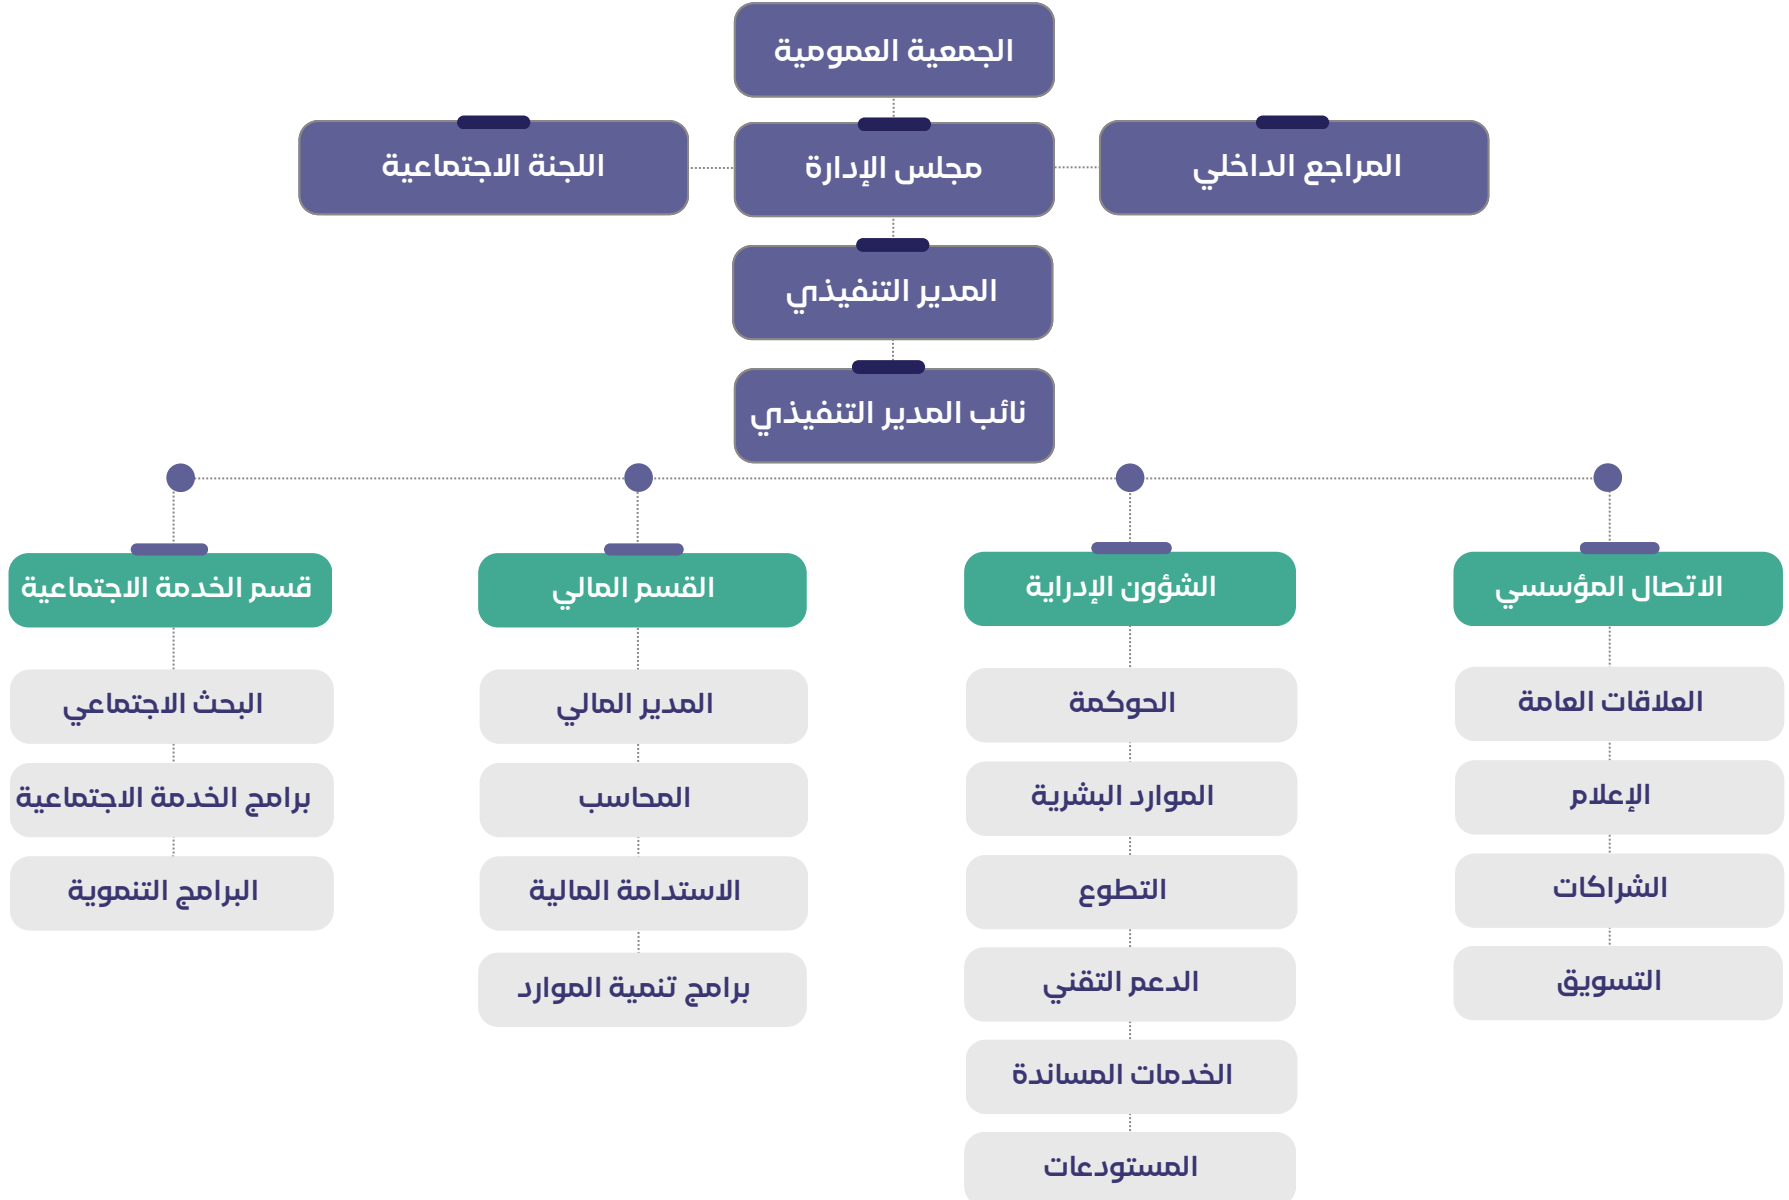 الجمعية العمومية
المراجع الداخلي
مجلس الإدارة
اللجنة الاجتماعية
المدير التنفيذي
نائب المدير التنفيذي
الاتصال المؤسسي
العلاقات العامة
الإعلام
الشراكات
التسويق
الشؤون الإدراية
الحوكمة
الموارد البشرية
التطوع
الدعم التقني
الخدمات المساندة
المستودعات
القسم المالي
المدير المالي
المحاسب
الاستدامة المالية
برامج تنمية الموارد
قسم الخدمة الاجتماعية
البحث الاجتماعي
برامج الخدمة الاجتماعية
البرامج التنموية